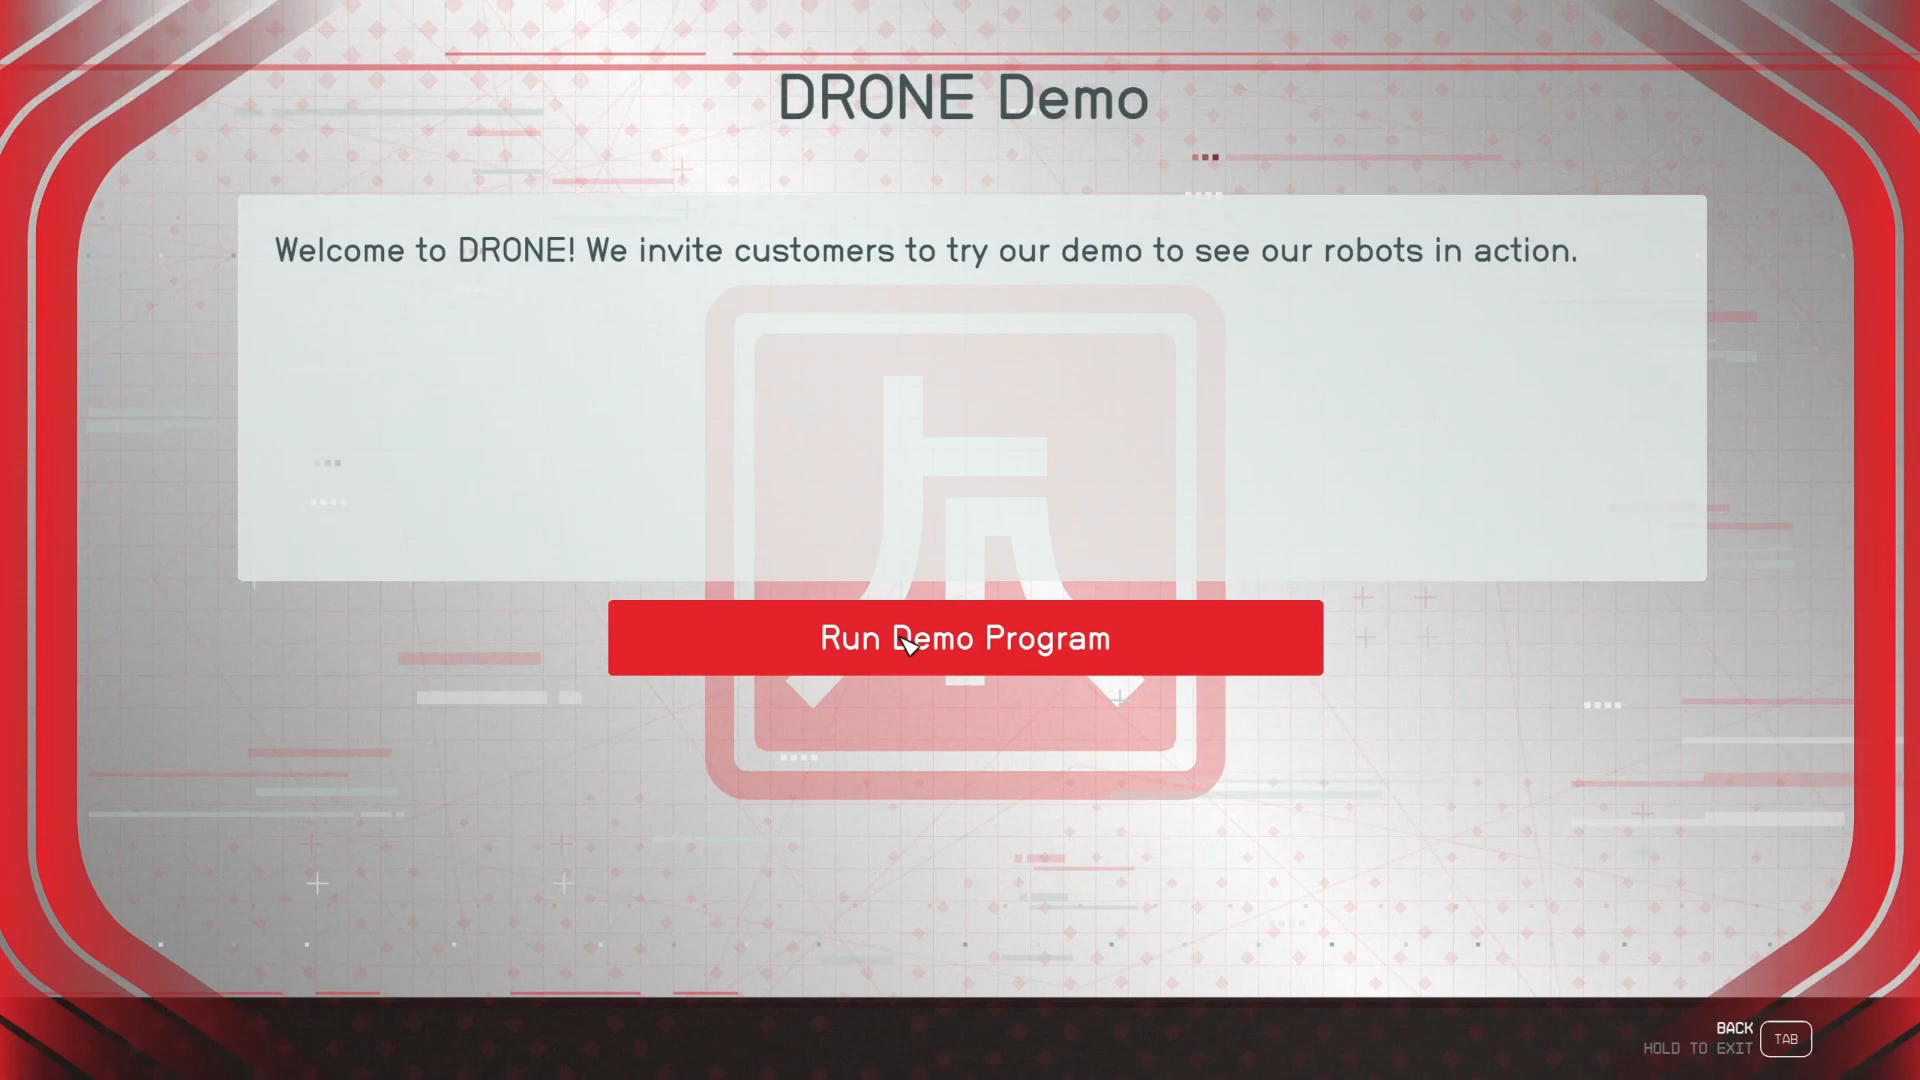 DRONE Demo
Welcome to DRONE! We invite customers to try our demo to see our robots in action.
Run Demo Program
BACK
HOLD TO EXIT
TAB